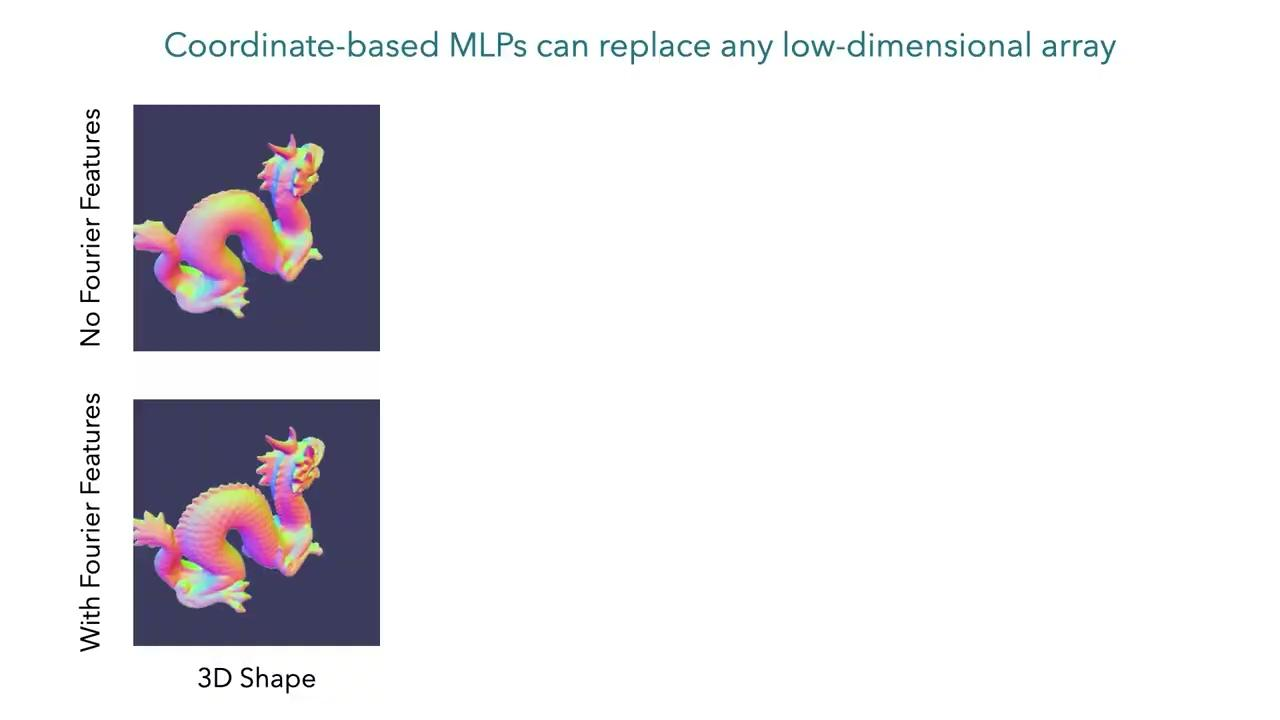 Coordinate-based MLPs can replace any low-dimensional array
No Fourier Features
With Fourier Features
3D Shape